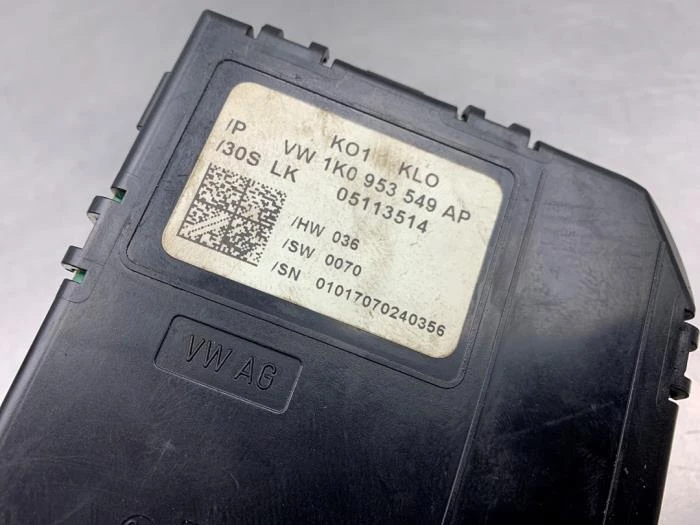 KO1 KLO
/P VW 1K0 953 549 AP
/30S LK 05113514
/HW 036
/SW 0070
/SN 01017070240356
VW AG